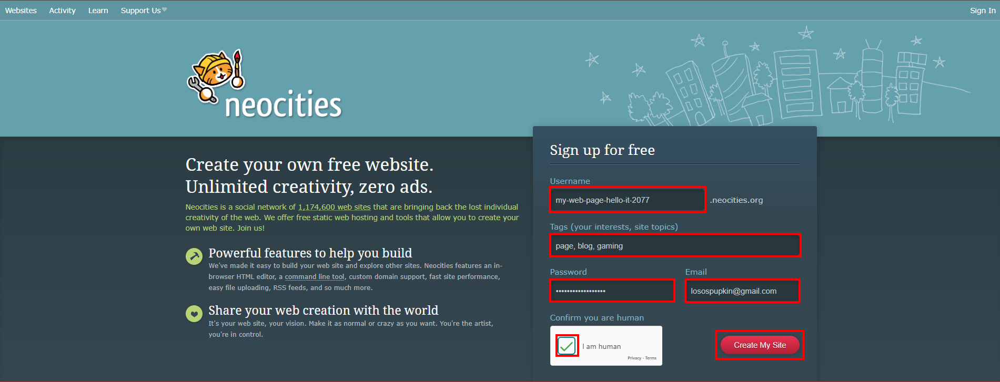 Websites Activity Learn Support Us Sign In
neocities
Create your own free website.
Unlimited creativity, zero ads.
Neocities is a social network of 1,174,600 web sites that are bringing back the lost individual
creativity of the web. We offer free static web hosting and tools that allow you to create your
own web site. Join us!
Powerful features to help you build
We've made it easy to build your web site and explore other sites. Neocities features an in-
browser HTML editor, a command line tool, custom domain support, fast site performance,
easy file uploading, RSS feeds, and so much more.
Share your web creation with the world
It's your web site, your vision. Make it as normal or crazy as you want. You're the artist,
you're in control.
Sign up for free
Username
my-web-page-hello-it-2077 .neocities.org
Tags (your interests, site topics)
page, blog, gaming
Password Email
•••••••••••••••••• losospupkin@gmail.com
Confirm you are human
I am human
Privacy - Terms
Create My Site